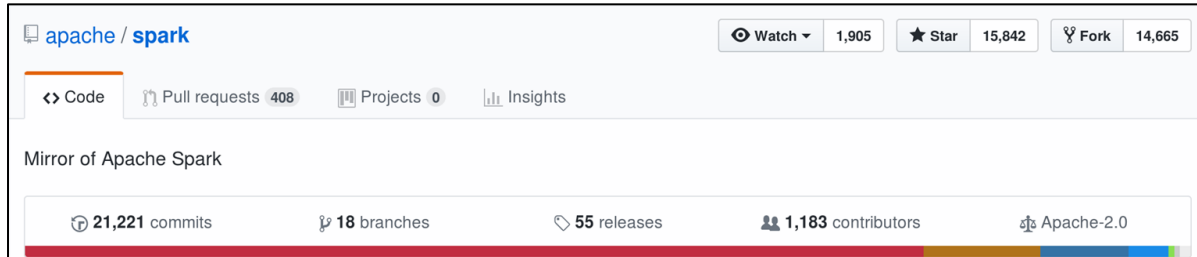 apache / spark Watch 1,905 Star 15,842 Fork 14,665
Code Pull requests 408 Projects 0 Insights
Mirror of Apache Spark
21,221 commits 18 branches 55 releases 1,183 contributors Apache-2.0